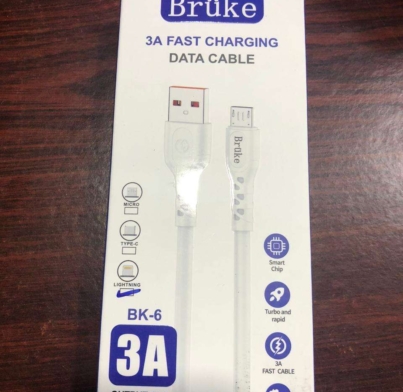 Brüke
3A FAST CHARGING
DATA CABLE
Brüke
MICRO
TYPE-C
LIGHTNING
Smart
Chip
Turbo and
rapid
BK-6
3A
3A
FAST CABLE